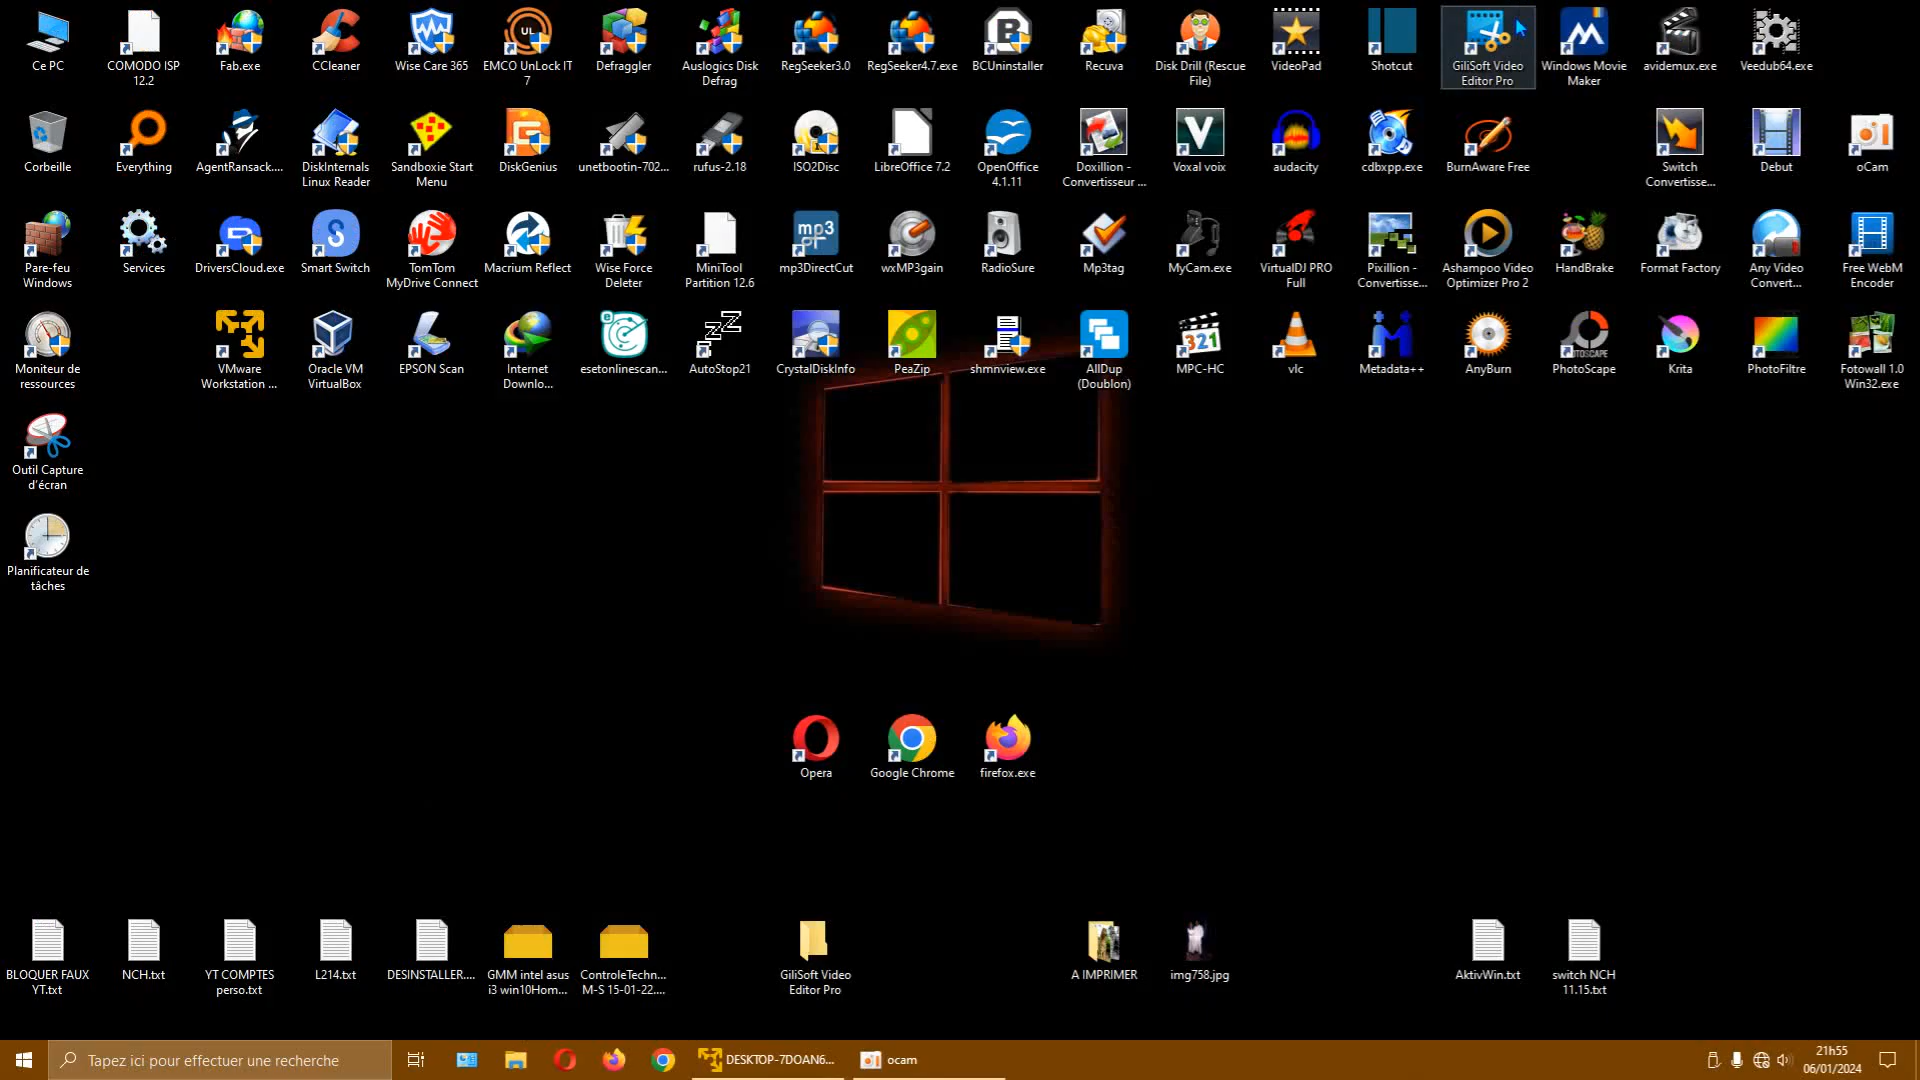 Ce PC
COMODO ISP
12.2
Fab.exe
CCleaner
Wise Care 365
EMCO UnLock IT
7
Defraggler
Auslogics Disk
Defrag
RegSeeker3.0
RegSeeker4.7.exe
BCUninstaller
Recuva
Disk Drill (Rescue
File)
VideoPad
Shotcut
GiliSoft Video
Editor Pro
Windows Movie
Maker
avidemux.exe
Veedub64.exe
Corbeille
Everything
AgentRansack....
DiskInternals
Linux Reader
Sandboxie Start
Menu
DiskGenius
unetbootin-702...
rufus-2.18
ISO2Disc
LibreOffice 7.2
OpenOffice
4.1.11
Doxillion -
Convertisseur ...
Voxal voix
audacity
cdbxpp.exe
BurnAware Free
Switch
Convertisse...
Debut
oCam
Pare-feu
Windows
Services
DriversCloud.exe
Smart Switch
TomTom
MyDrive Connect
Macrium Reflect
Wise Force
Deleter
MiniTool
Partition 12.6
mp3DirectCut
wxMP3gain
RadioSure
Mp3tag
MyCam.exe
VirtualDJ PRO
Full
Pixillion -
Convertisse...
Ashampoo Video
Optimizer Pro 2
HandBrake
Format Factory
Any Video
Convert...
Free WebM
Encoder
Moniteur de
ressources
VMware
Workstation ...
Oracle VM
VirtualBox
EPSON Scan
Internet
Downlo...
esetonlinescan...
AutoStop21
CrystalDiskInfo
PeaZip
shmnview.exe
AllDup
(Doublon)
MPC-HC
vlc
Metadata++
AnyBurn
PhotoScape
Krita
PhotoFiltre
Fotowall 1.0
Win32.exe
Outil Capture
d'écran
Planificateur de
tâches
Opera
Google Chrome
firefox.exe
BLOQUER FAUX
YT.txt
NCH.txt
YT COMPTES
perso.txt
L214.txt
DESINSTALLER....
GMM intel asus
i3 win10Hom...
ControleTechn...
M-S 15-01-22....
GiliSoft Video
Editor Pro
A IMPRIMER
img758.jpg
AktivWin.txt
switch NCH
11.15.txt
Tapez ici pour effectuer une recherche
DESKTOP-7DOAN6...
ocam
21h55
06/01/2024